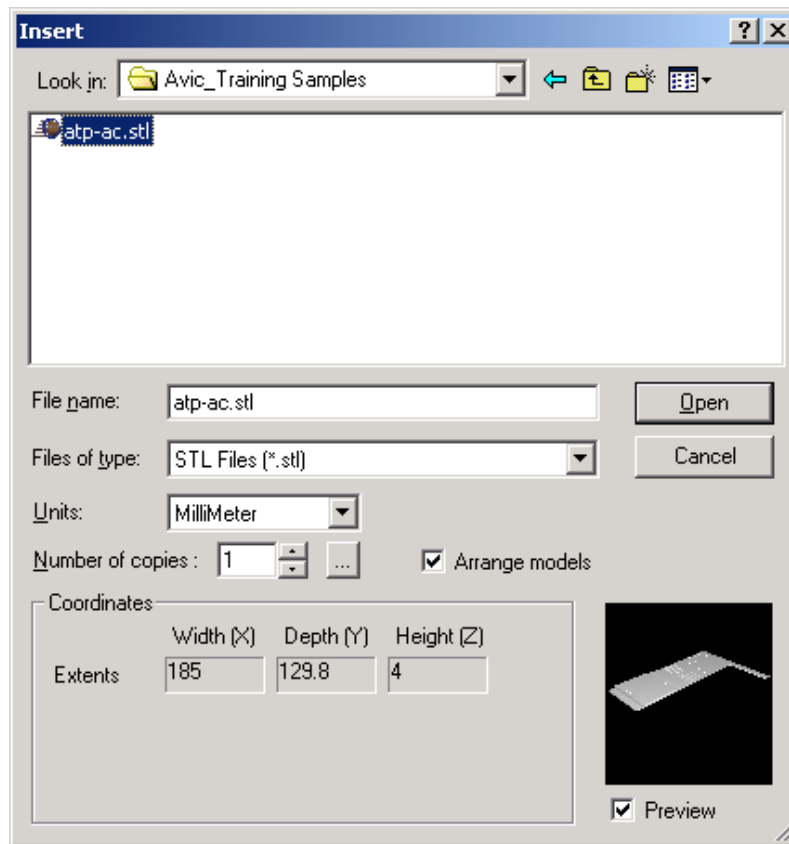 Insert
Look in: Avic_Training Samples
atp-ac.stl
File name: atp-ac.stl
Open
Files of type: STL Files (*.stl)
Cancel
Units: MilliMeter
Number of copies : 1 ... Arrange models
Coordinates
Width (X) Depth (Y) Height (Z)
Extents 185 129.8 4
Preview